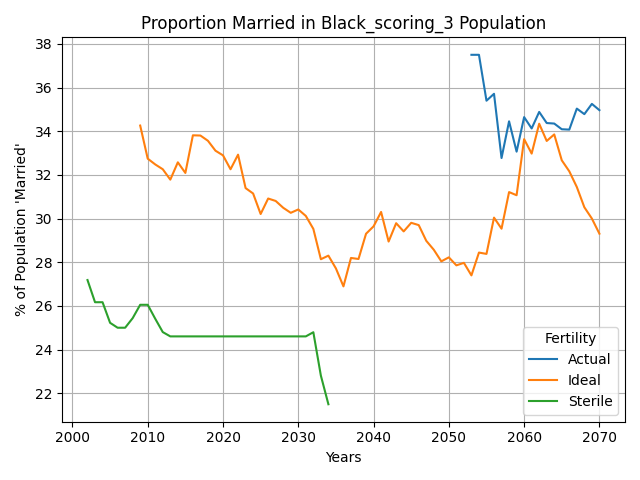 Proportion Married in Black_scoring_3 Population
% of Population 'Married'
38
36
34
32
30
28
26
24
22
2000 2010 2020 2030 2040 2050 2060 2070
Years
Fertility
Actual
Ideal
Sterile